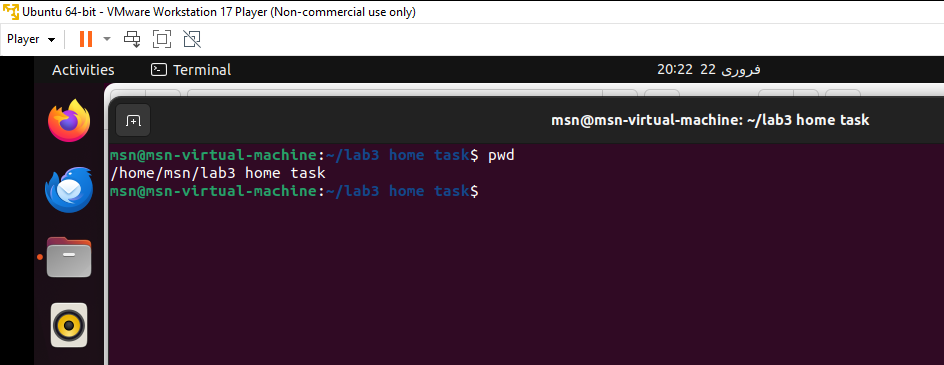 Ubuntu 64-bit - VMware Workstation 17 Player (Non-commercial use only)
Player
Activities Terminal 20:22 22 فروری
msn@msn-virtual-machine: ~/lab3 home task
msn@msn-virtual-machine:~/lab3 home task$ pwd
/home/msn/lab3 home task
msn@msn-virtual-machine:~/lab3 home task$